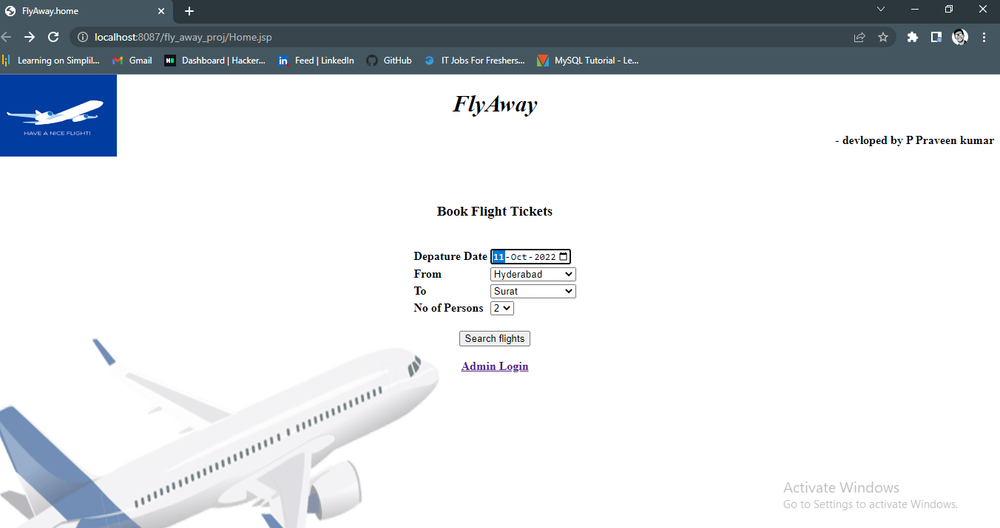 FlyAway.home
localhost:8087/fly_away_proj/Home.jsp
Learning on Simplil... Gmail Dashboard | Hacker... Feed | LinkedIn GitHub IT Jobs For Freshers... MySQL Tutorial - Le...
HAVE A NICE FLIGHT!
FlyAway
- devloped by P Praveen kumar
Book Flight Tickets
Depature Date 11-Oct-2022
From Hyderabad
To Surat
No of Persons 2
Search flights
Admin Login
Activate Windows
Go to Settings to activate Windows.